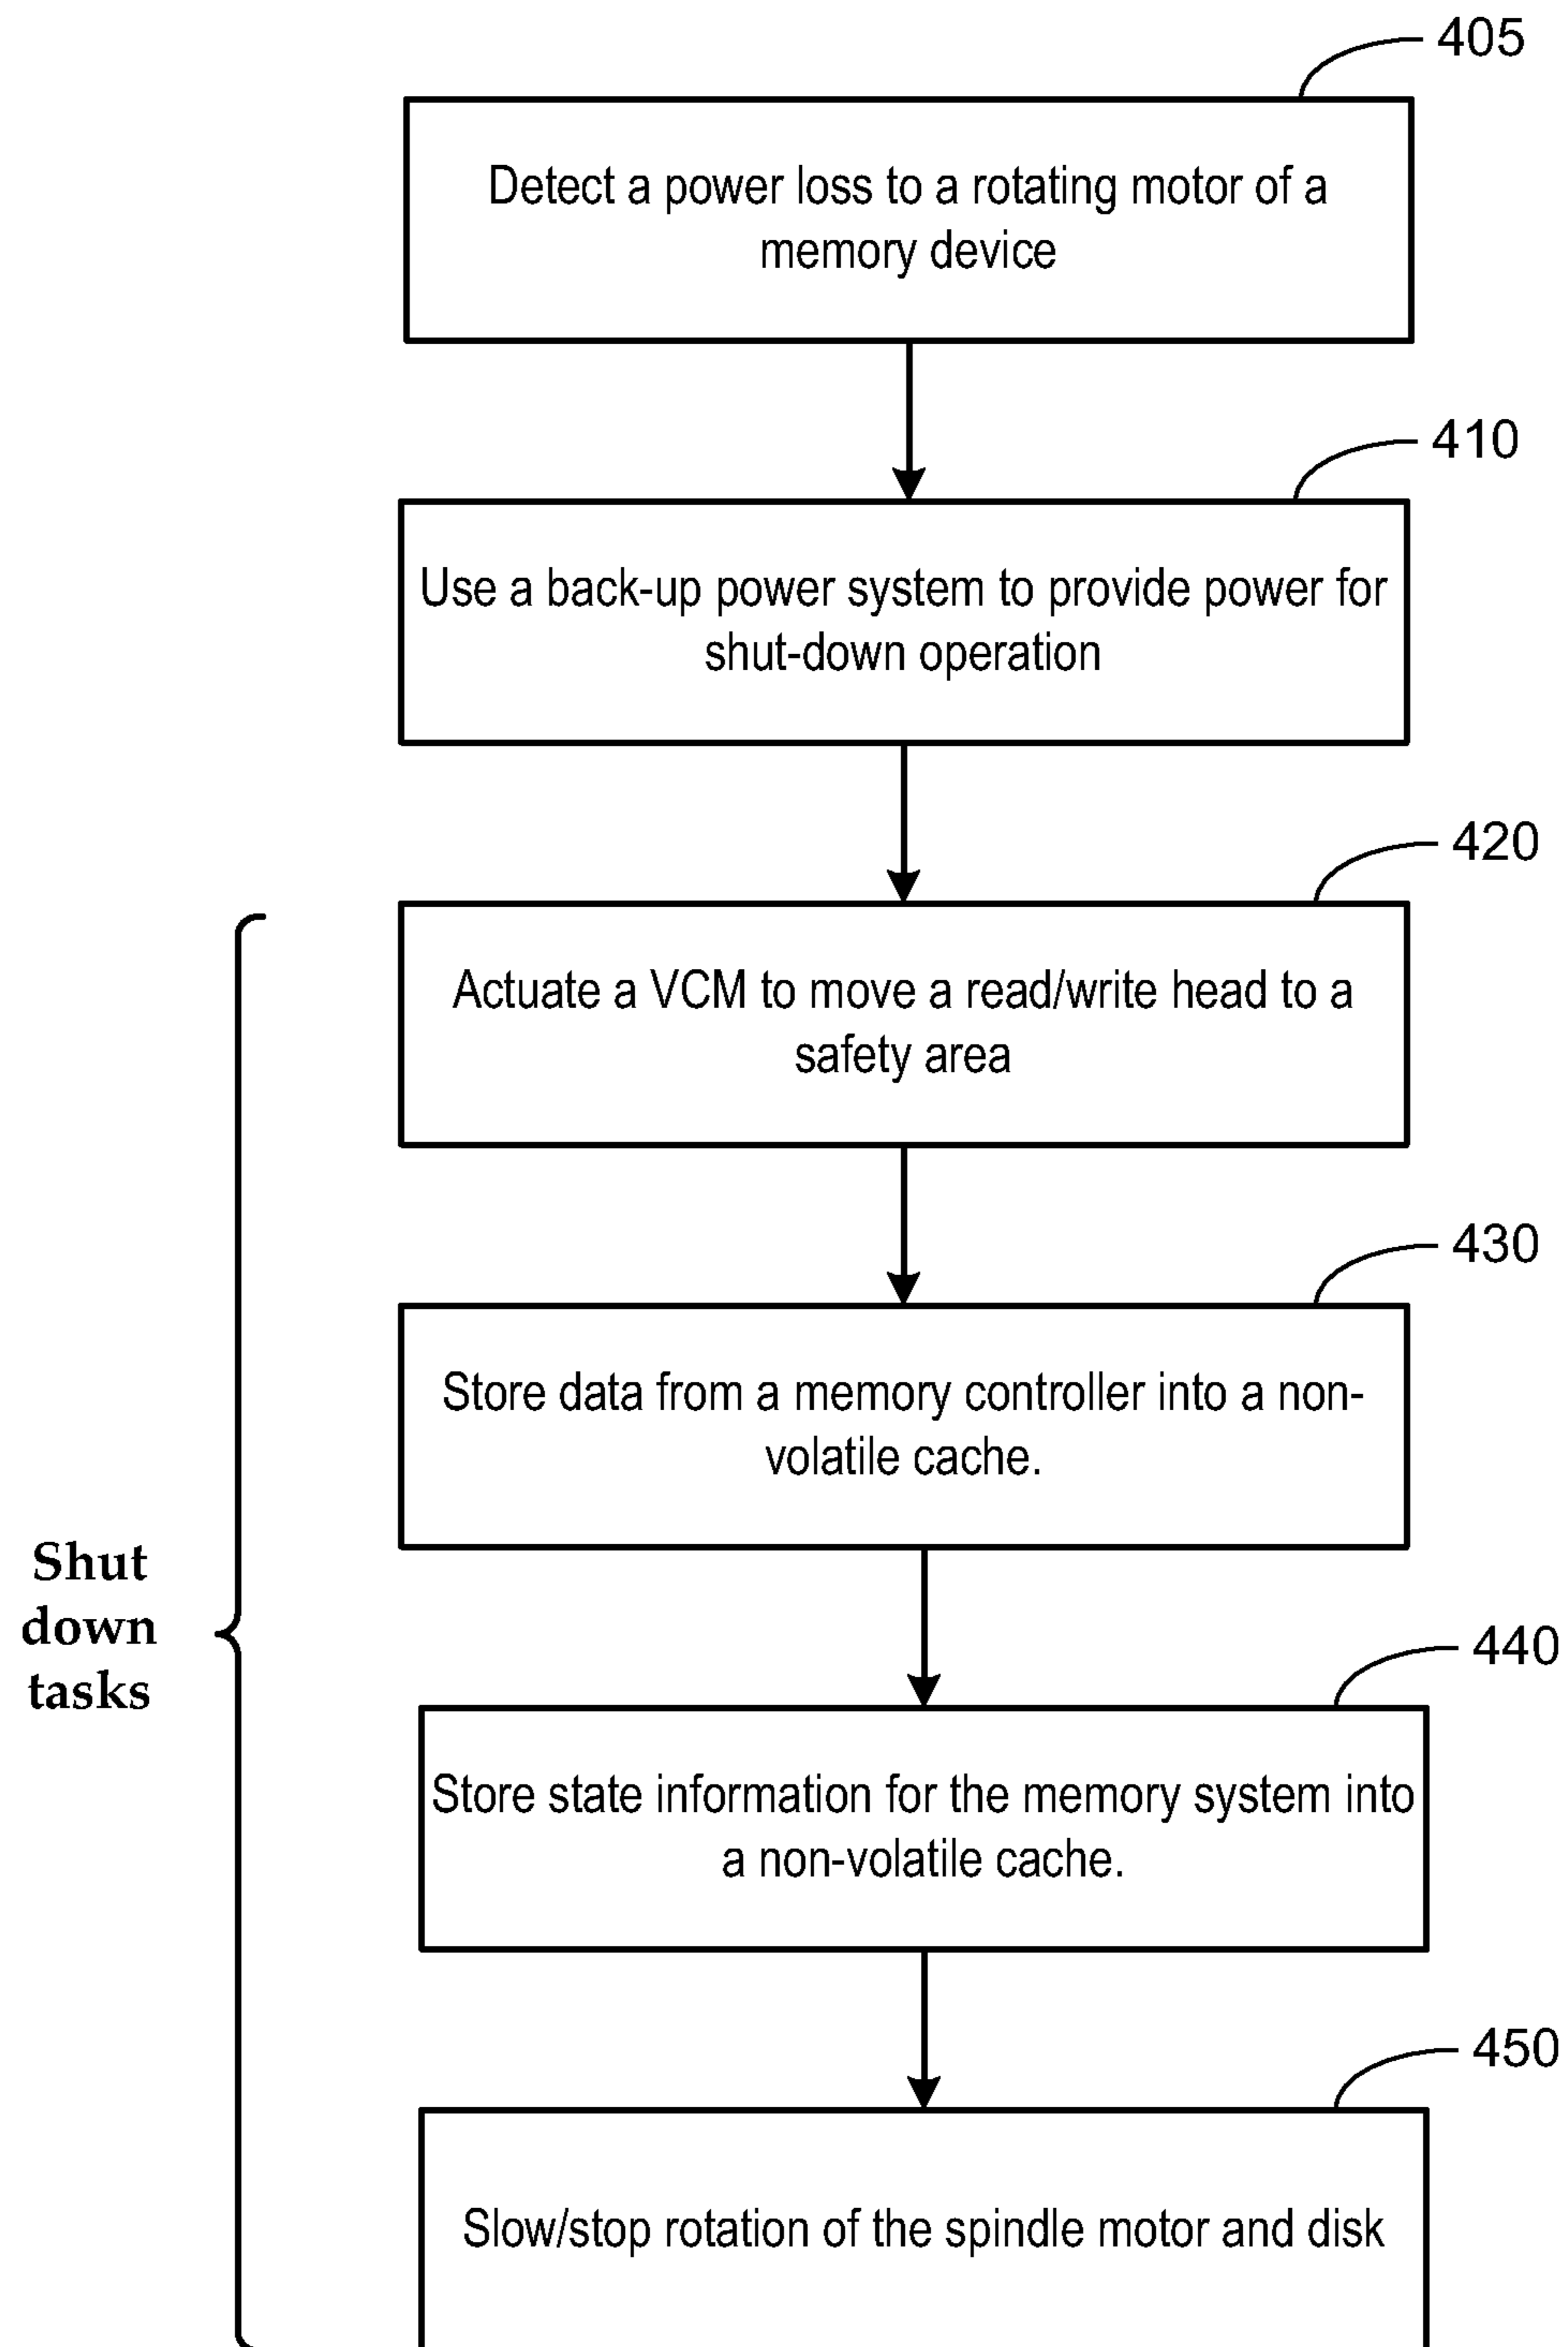 405
Detect a power loss to a rotating motor of a
memory device
410
Use a back-up power system to provide power for
shut-down operation
420
Actuate a VCM to move a read/write head to a
safety area
430
Store data from a memory controller into a non-
volatile cache.
Shut
down
tasks
440
Store state information for the memory system into
a non-volatile cache.
450
Slow/stop rotation of the spindle motor and disk